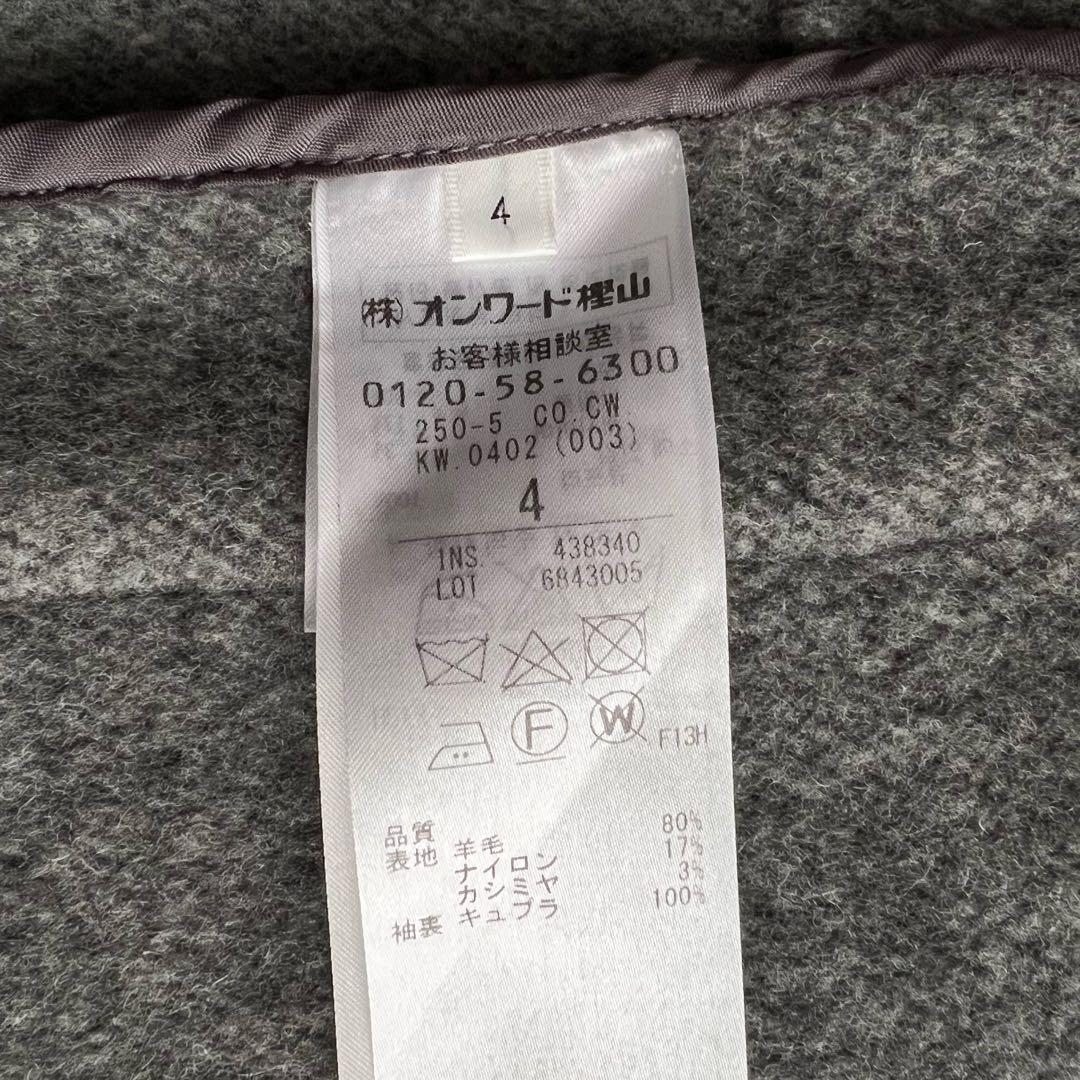 4
㈱オンワード樫山
お客様相談室
0120-58-6300
250-5 CO.CW.
KW.0402 (003)
4
INS. 438340
LOT 6843005
F W F13H
品質
表地 羊毛 80%
ナイロン 17%
カシミヤ 3%
袖裏 キュプラ 100%